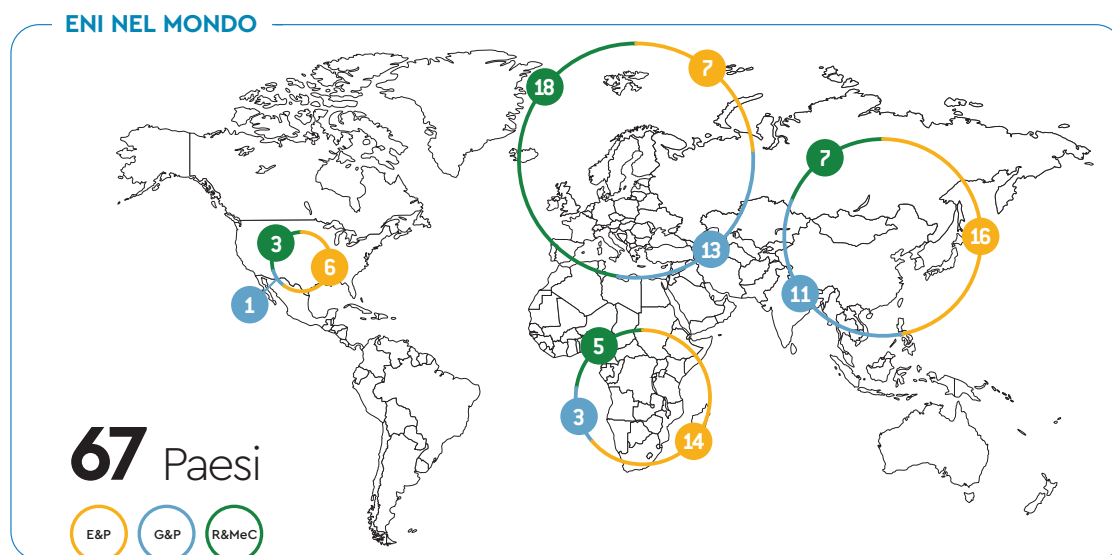 ENI NEL MONDO
7
18
7
3
16
6
13
11
1
5
3
14
67 Paesi
E&P
G&P
R&MeC